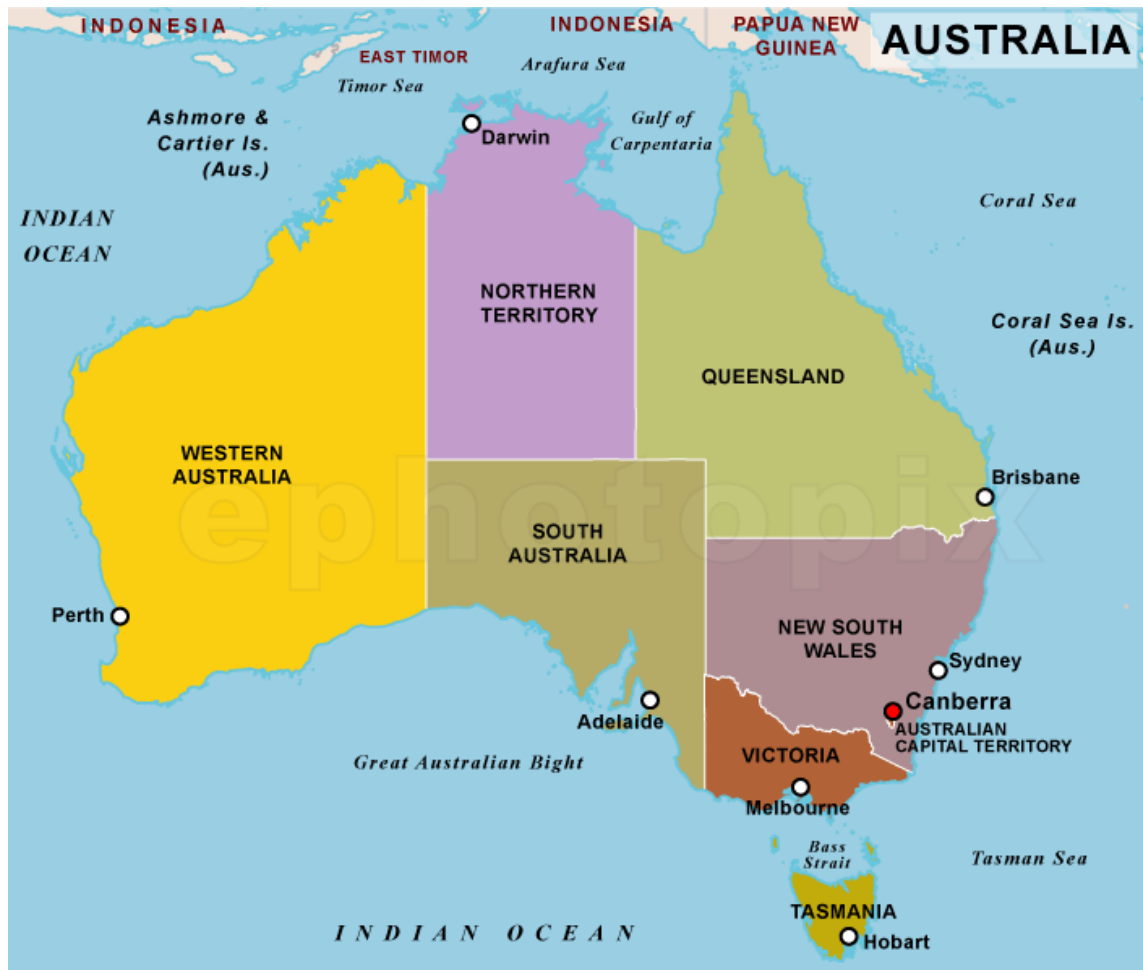 INDONESIA
INDONESIA
PAPUA NEW
GUINEA
AUSTRALIA
EAST TIMOR
Arafura Sea
Timor Sea
Ashmore &
Cartier Is.
(Aus.)
Darwin
Gulf of
Carpentaria
INDIAN
OCEAN
Coral Sea
NORTHERN
TERRITORY
Coral Sea Is.
(Aus.)
QUEENSLAND
WESTERN
AUSTRALIA
Brisbane
ephotopix
SOUTH
AUSTRALIA
Perth
NEW SOUTH
WALES
Sydney
Canberra
AUSTRALIAN
CAPITAL TERRITORY
Adelaide
Great Australian Bight
VICTORIA
Melbourne
Bass
Strait
Tasman Sea
TASMANIA
Hobart
INDIAN OCEAN